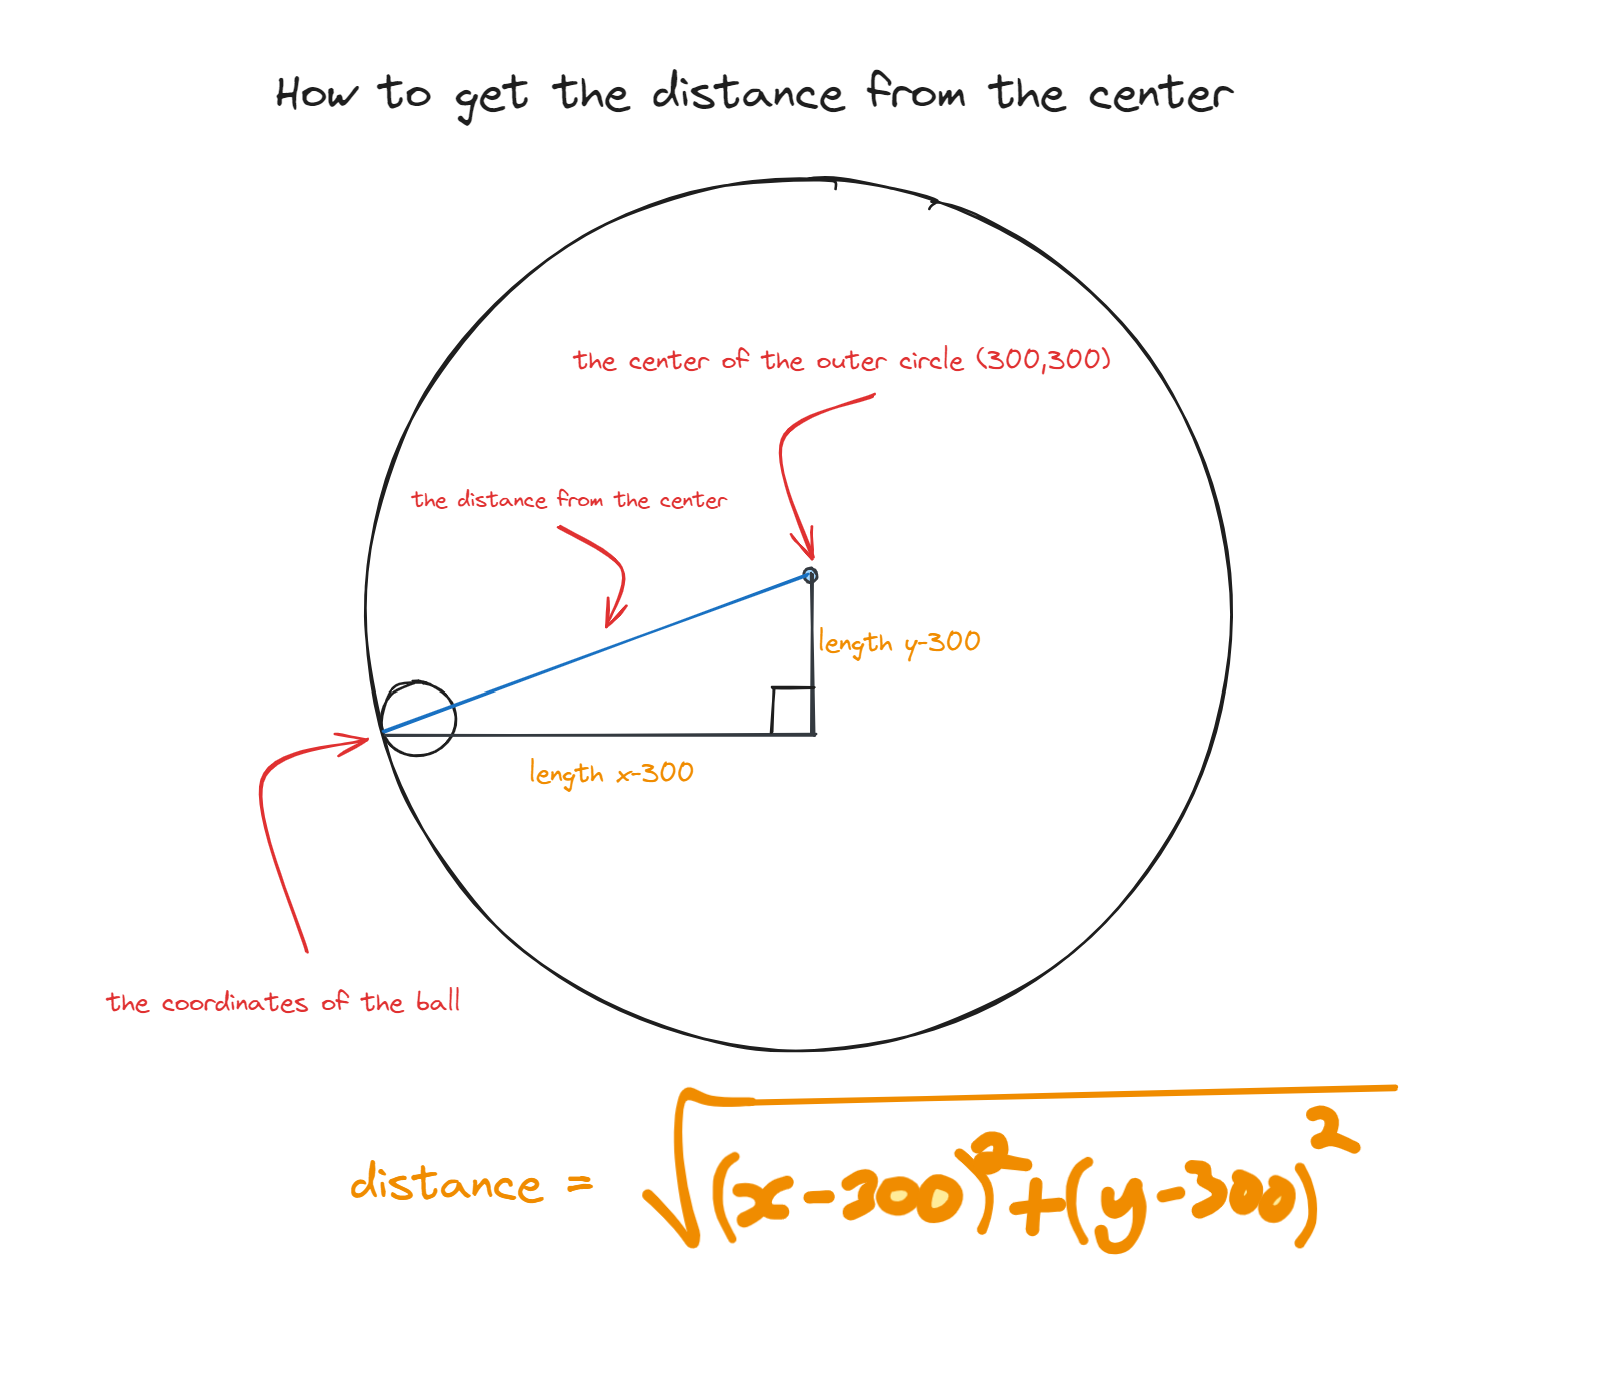 How to get the distance from the center
the center of the outer circle (300,300)
the distance from the center
length y-300
length x-300
the coordinates of the ball
distance = √(x-300)²+(y-300)²